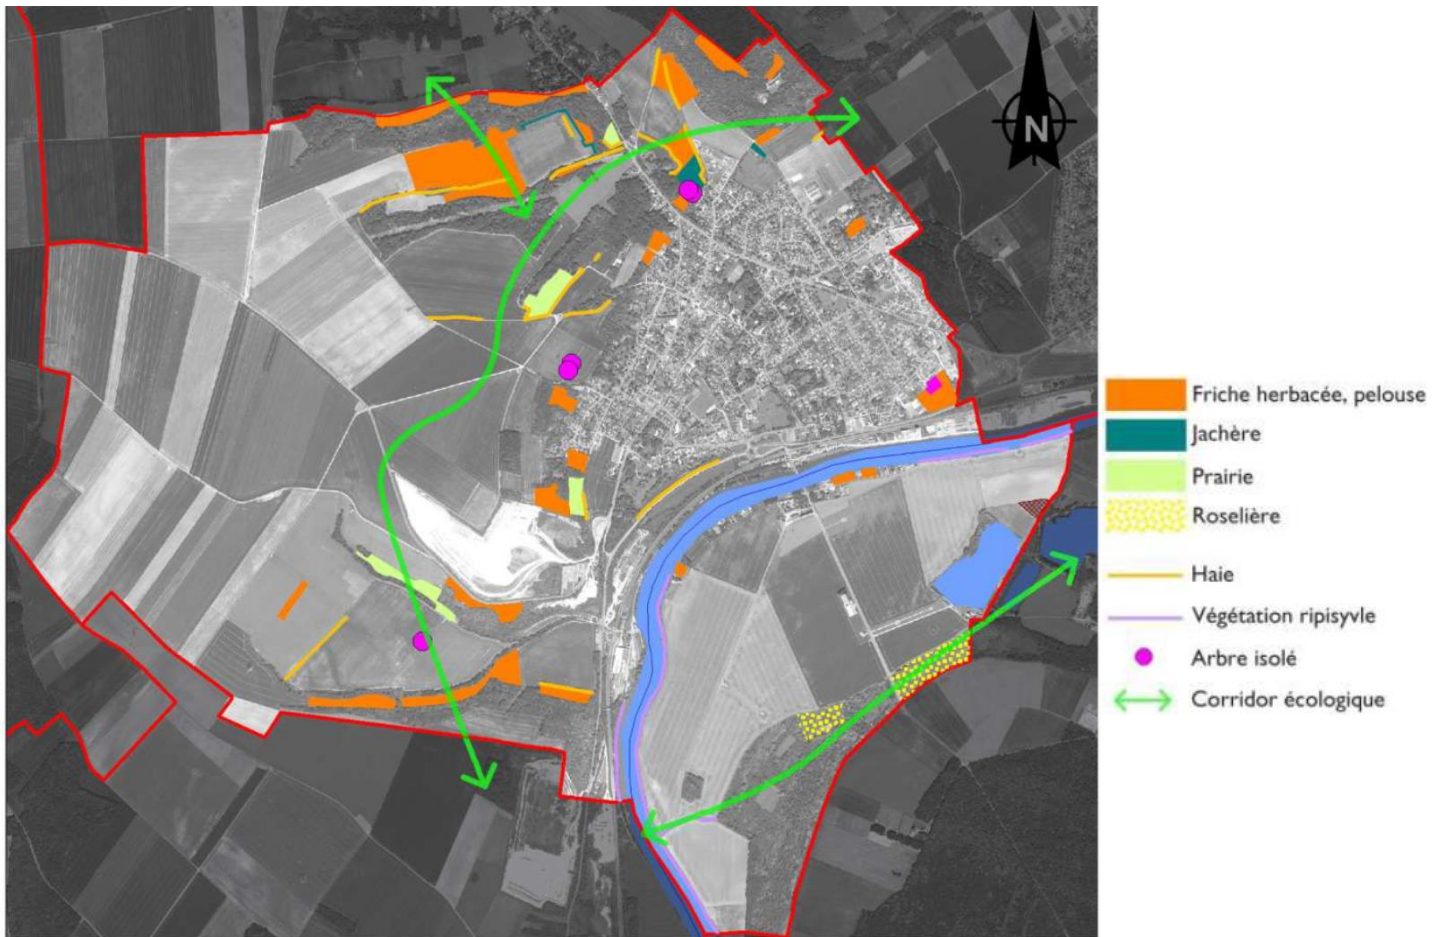 N
Friche herbacée, pelouse
Jachère
Prairie
Roselière
Haie
Végétation ripisyvle
Arbre isolé
Corridor écologique